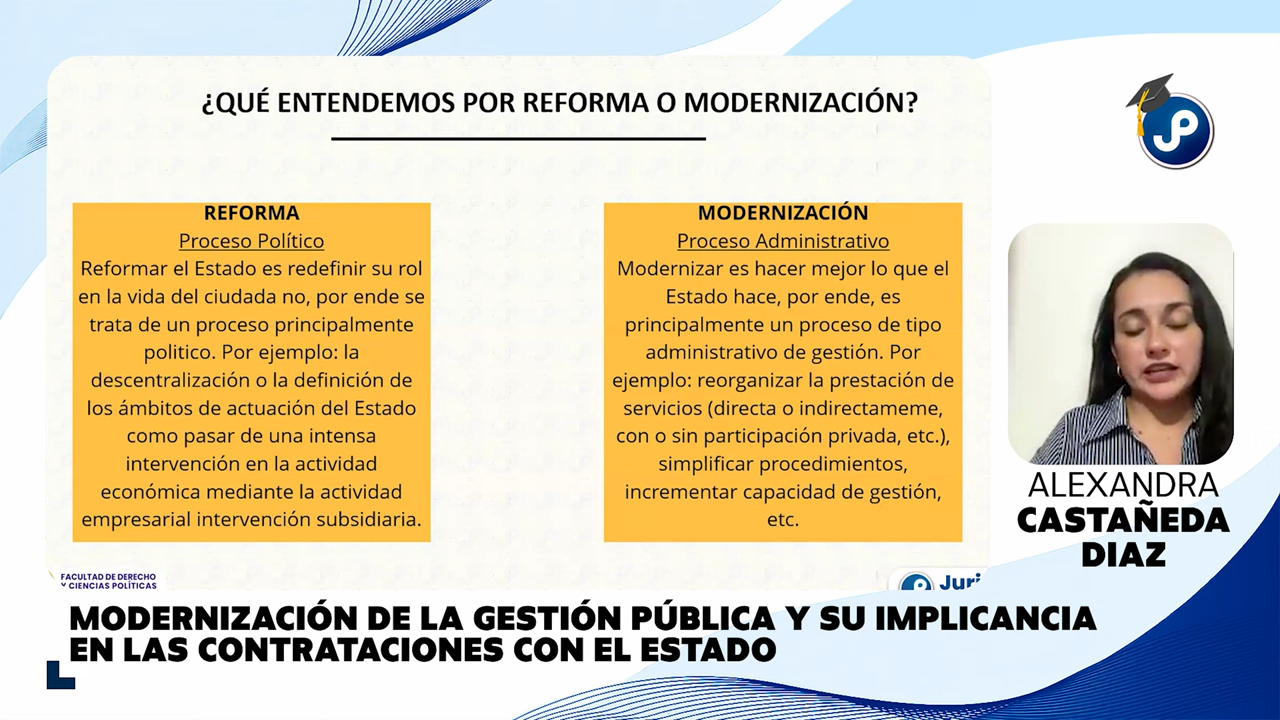 ¿QUÉ ENTENDEMOS POR REFORMA O MODERNIZACIÓN?
REFORMA
Proceso Político
Reformar el Estado es redefinir su rol
en la vida del ciudada no, por ende se
trata de un proceso principalmente
politico. Por ejemplo: la
descentralización o la definición de
los ámbitos de actuación del Estado
como pasar de una intensa
intervención en la actividad
económica mediante la actividad
empresarial intervención subsidiaria.
MODERNIZACIÓN
Proceso Administrativo
Modernizar es hacer mejor lo que el
Estado hace, por ende, es
principalmente un proceso de tipo
administrativo de gestión. Por
ejemplo: reorganizar la prestación de
servicios (directa o indirectameme,
con o sin participación privada, etc.),
simplificar procedimientos,
incrementar capacidad de gestión,
etc.
JP
ALEXANDRA
CASTAÑEDA
DIAZ
FACULTAD DE DERECHO
Y CIENCIAS POLÍTICAS
Juri
MODERNIZACIÓN DE LA GESTIÓN PÚBLICA Y SU IMPLICANCIA
EN LAS CONTRATACIONES CON EL ESTADO